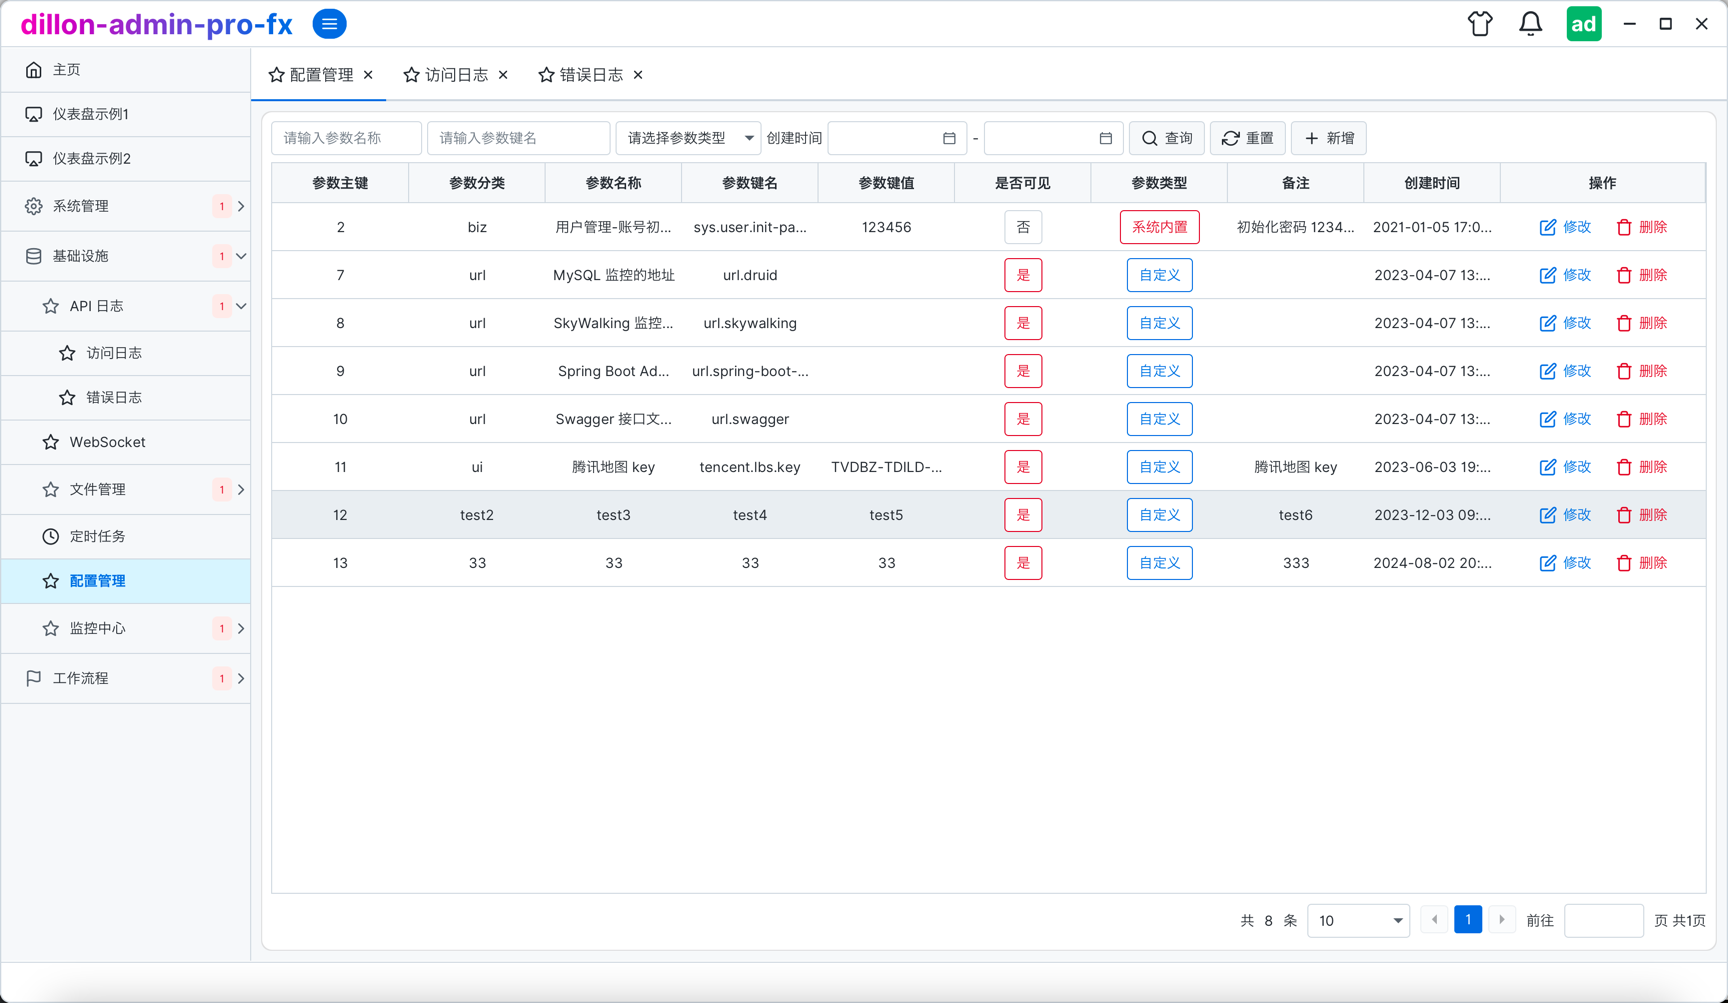 dillon-admin-pro-fx
ad
主页
仪表盘示例1
仪表盘示例2
系统管理 1
基础设施 1
API 日志 1
访问日志
错误日志
WebSocket
文件管理 1
定时任务
配置管理
监控中心 1
工作流程 1
配置管理 访问日志 错误日志
请输入参数名称 请输入参数键名 请选择参数类型 创建时间 - 查询 重置 新增
参数主键 参数分类 参数名称 参数键名 参数键值 是否可见 参数类型 备注 创建时间 操作
2 biz 用户管理-账号初... sys.user.init-pa... 123456 否 系统内置 初始化密码 1234... 2021-01-05 17:0... 修改 删除
7 url MySQL 监控的地址 url.druid 是 自定义 2023-04-07 13:... 修改 删除
8 url SkyWalking 监控... url.skywalking 是 自定义 2023-04-07 13:... 修改 删除
9 url Spring Boot Ad... url.spring-boot-... 是 自定义 2023-04-07 13:... 修改 删除
10 url Swagger 接口文... url.swagger 是 自定义 2023-04-07 13:... 修改 删除
11 ui 腾讯地图 key tencent.lbs.key TVDBZ-TDILD-... 是 自定义 腾讯地图 key 2023-06-03 19:... 修改 删除
12 test2 test3 test4 test5 是 自定义 test6 2023-12-03 09:... 修改 删除
13 33 33 33 33 是 自定义 333 2024-08-02 20:... 修改 删除
共 8 条 10 1 前往 页 共1页